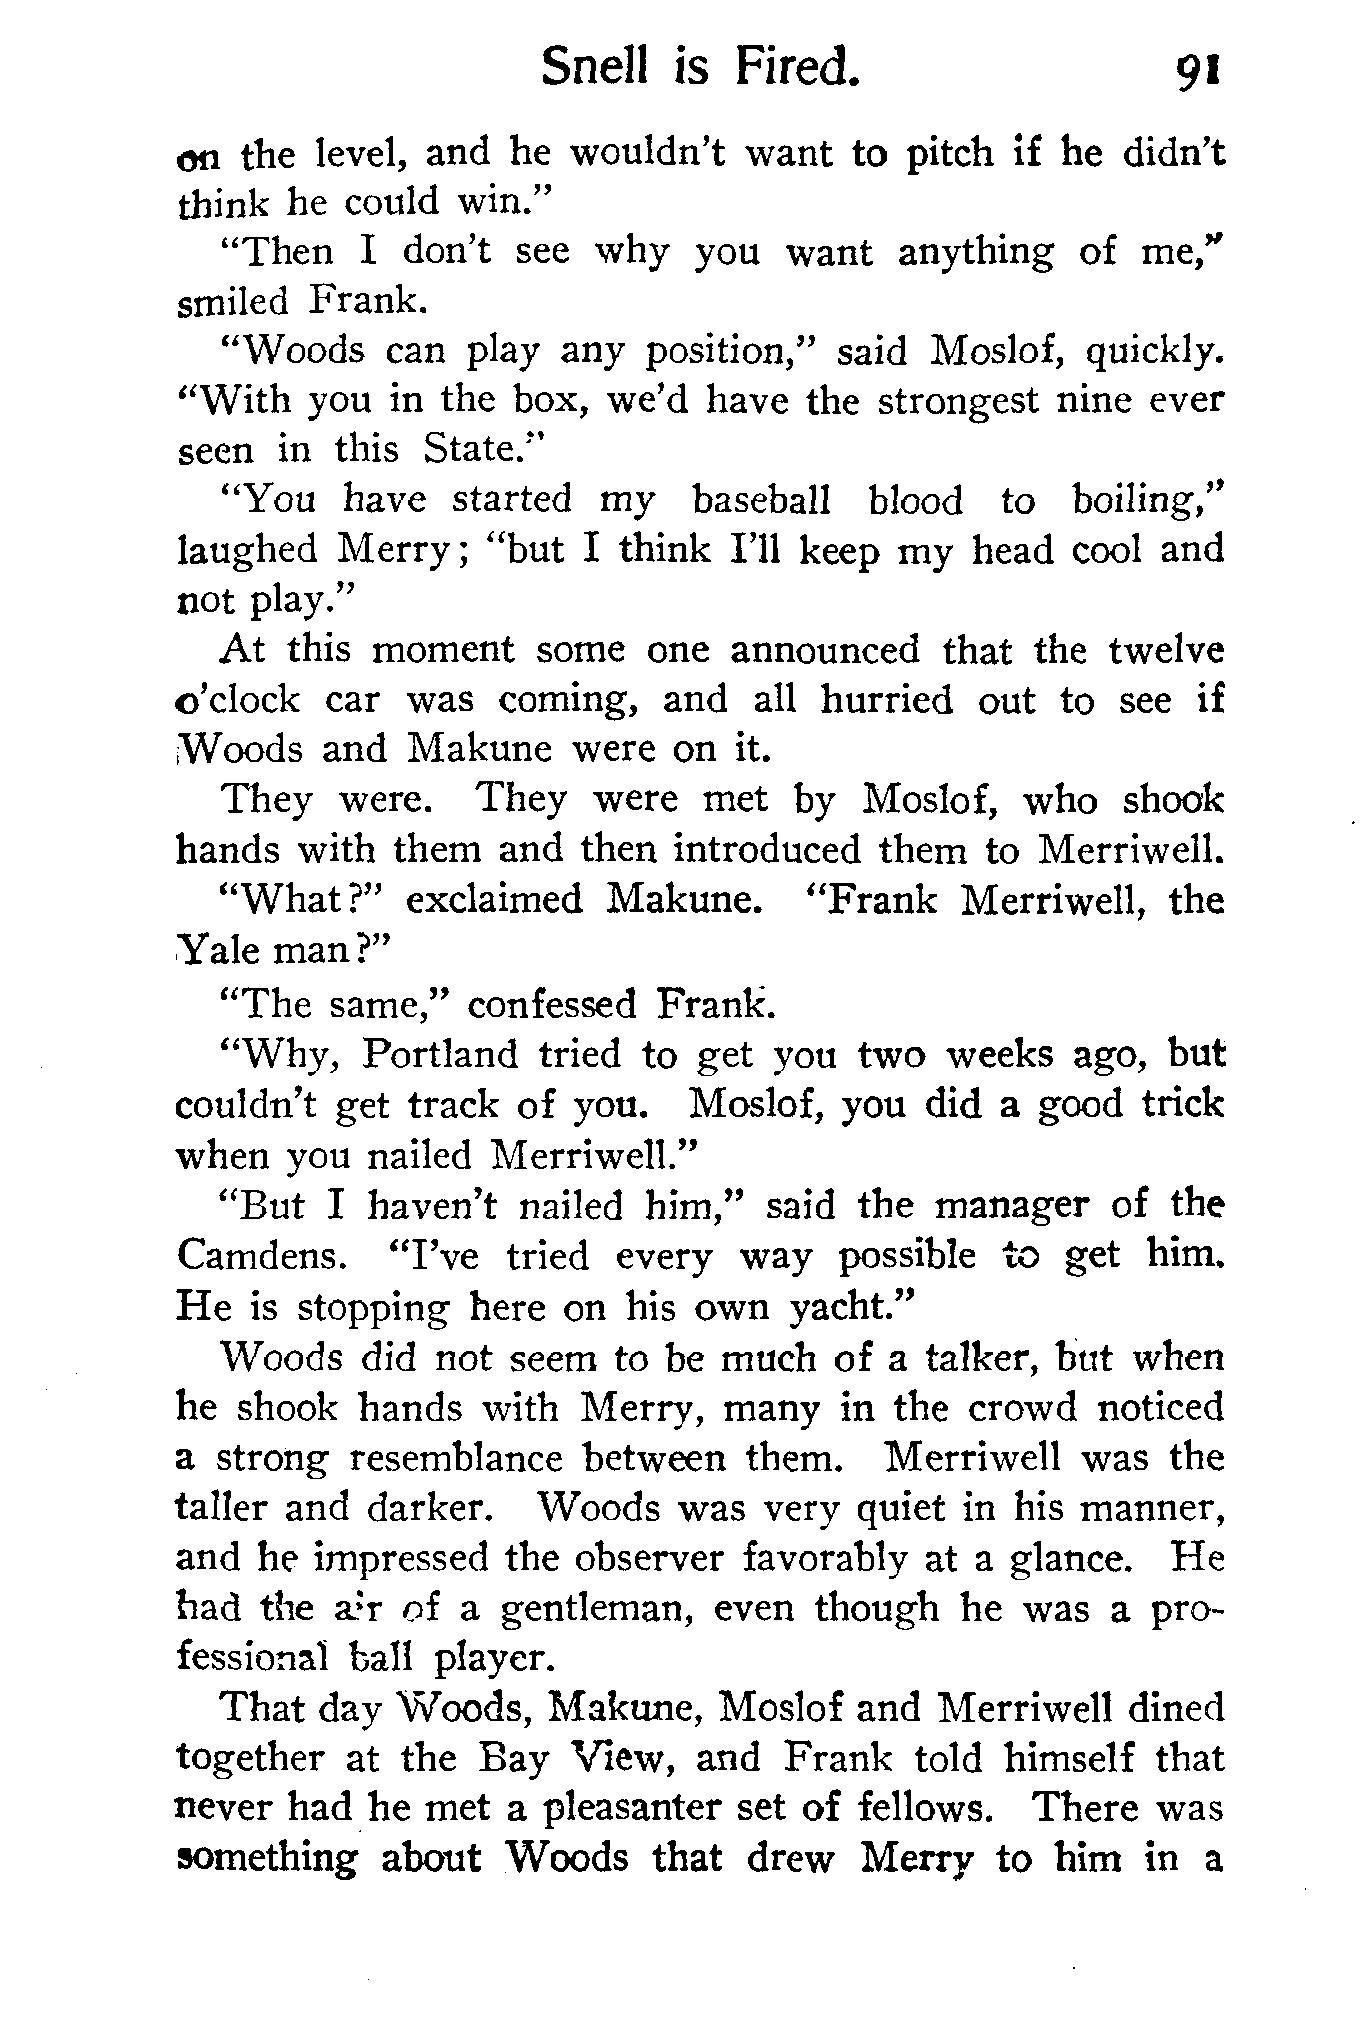 Snell is Fired. 91
on the level, and he wouldn't want to pitch if he didn't
think he could win."
"Then I don't see why you want anything of me,"
smiled Frank.
"Woods can play any position," said Moslof, quickly.
"With you in the box, we'd have the strongest nine ever
seen in this State."
"You have started my baseball blood to boiling,"
laughed Merry; "but I think I'll keep my head cool and
not play."
At this moment some one announced that the twelve
o'clock car was coming, and all hurried out to see if
Woods and Makune were on it.
They were. They were met by Moslof, who shook
hands with them and then introduced them to Merriwell.
"What?" exclaimed Makune. "Frank Merriwell, the
Yale man?"
"The same," confessed Frank.
"Why, Portland tried to get you two weeks ago, but
couldn't get track of you. Moslof, you did a good trick
when you nailed Merriwell."
"But I haven't nailed him," said the manager of the
Camdens. "I've tried every way possible to get him.
He is stopping here on his own yacht."
Woods did not seem to be much of a talker, but when
he shook hands with Merry, many in the crowd noticed
a strong resemblance between them. Merriwell was the
taller and darker. Woods was very quiet in his manner,
and he impressed the observer favorably at a glance. He
had the air of a gentleman, even though he was a pro-
fessional ball player.
That day Woods, Makune, Moslof and Merriwell dined
together at the Bay View, and Frank told himself that
never had he met a pleasanter set of fellows. There was
something about Woods that drew Merry to him in a